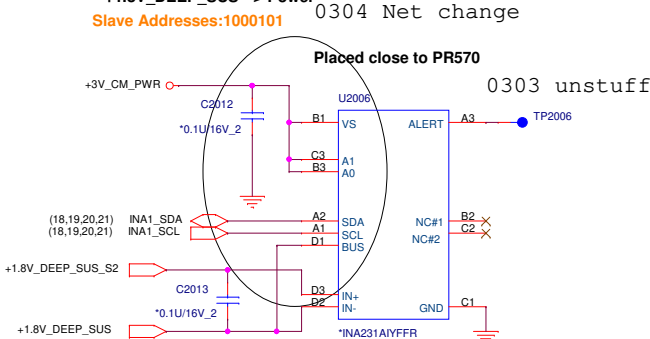 Slave Addresses:1000101
0304 Net change
Placed close to PR570
0303 unstuff
+3V_CM_PWR
C2012
*0.1U/16V_2
U2006
B1
VS
ALERT
A3
TP2006
C3
A1
B3
A0
(18,19,20,21) INA1_SDA
A2
SDA
NC#1
B2
(18,19,20,21) INA1_SCL
A1
SCL
NC#2
C2
D1
BUS
+1.8V_DEEP_SUS_S2
C2013
*0.1U/16V_2
D3
IN+
D2
IN-
GND
C1
+1.8V_DEEP_SUS
*INA231AIYFFR